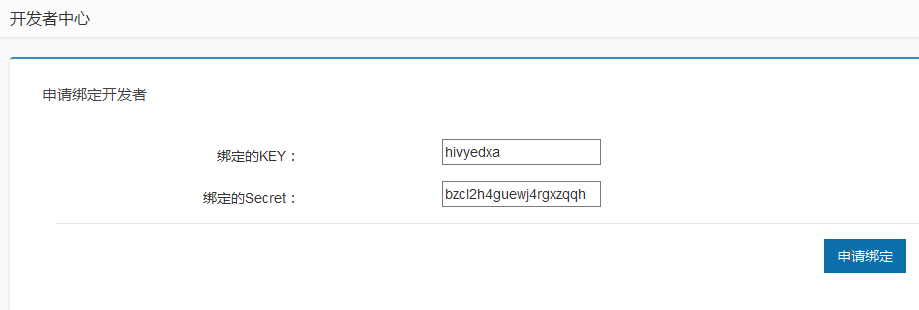 开发者中心
申请绑定开发者
绑定的KEY：
hivyedxa
绑定的Secret：
bzcl2h4guewj4rgxzqqh
申请绑定